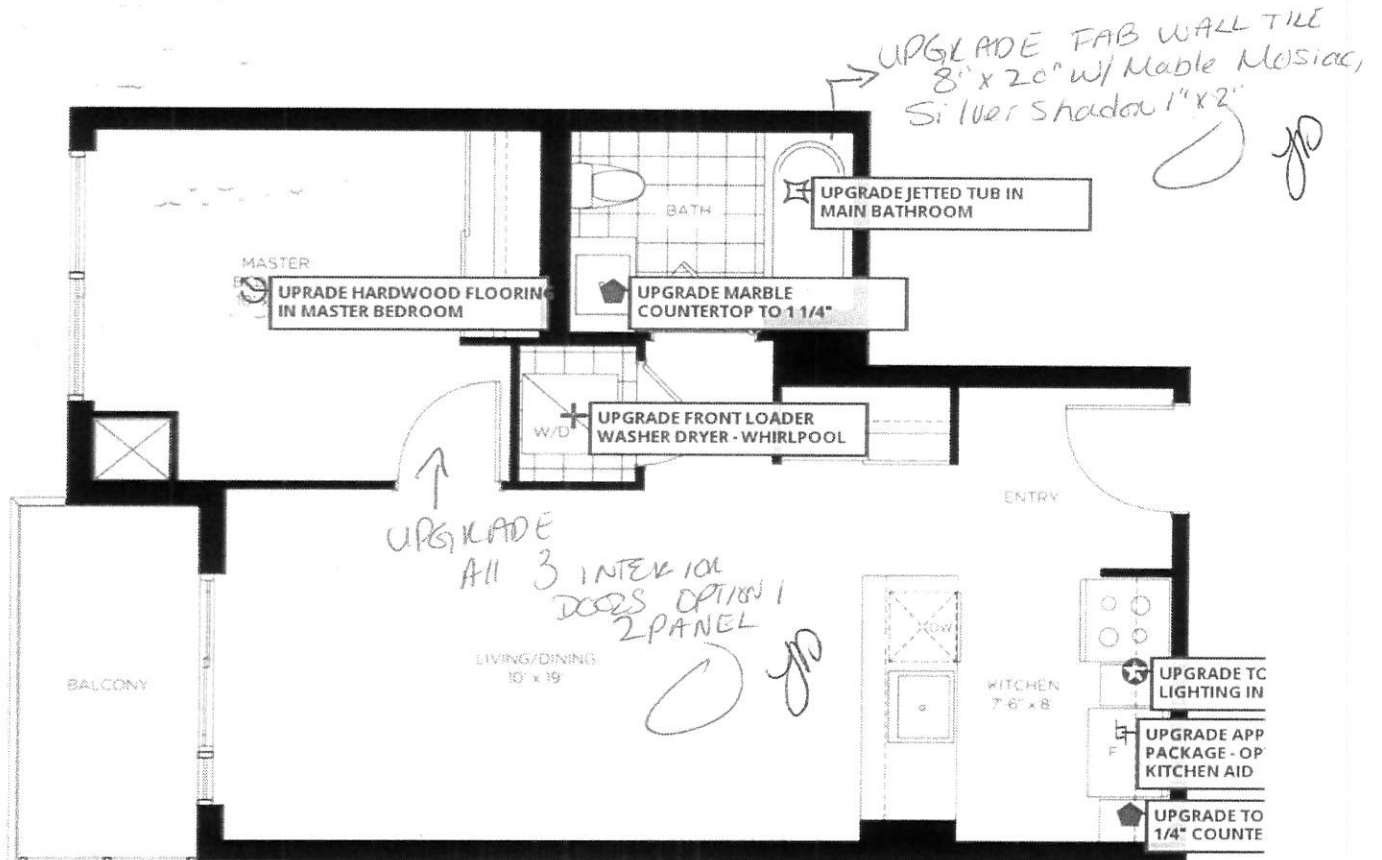 UPGRADE FAB WALL TILE
8" x 20" W/ Mable Mosiac,
Silver Shadow 1" x 2"
UPGRADE JETTED TUB IN
MAIN BATHROOM
BATH
MASTER
UPRADE HARDWOOD FLOORING
IN MASTER BEDROOM
UPGRADE MARBLE
COUNTERTOP TO 1 1/4"
UPGRADE FRONT LOADER
WASHER DRYER - WHIRLPOOL
W/D
ENTRY
UPGRADE
All 3 INTERIOR
DOORS OPTION 1
2 PANEL
LIVING/DINING
10' x 19'
BALCONY
DW
KITCHEN
7'6" x 8'
F
UPGRADE TO
LIGHTING IN
UPGRADE APP
PACKAGE - OP
KITCHEN AID
UPGRADE TO
1/4" COUNTE